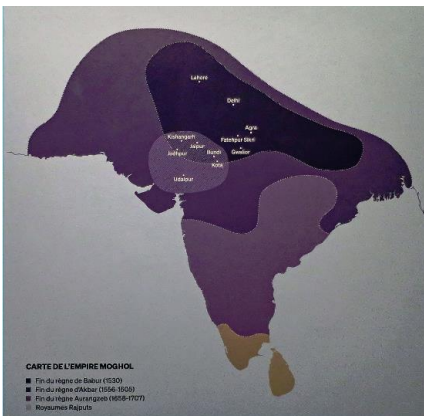 Lahore
Delhi
Agra
Fatehpur Sikri
Gwalior
Kishangarh
Jaipur
Jodhpur
Bundi
Kota
Udaipur
CARTE DE L'EMPIRE MOGHOL
Fin du règne de Babur (1530)
Fin du règne d'Akbar (1556-1605)
Fin du règne Aurangzeb (1658-1707)
Royaumes Rajputs